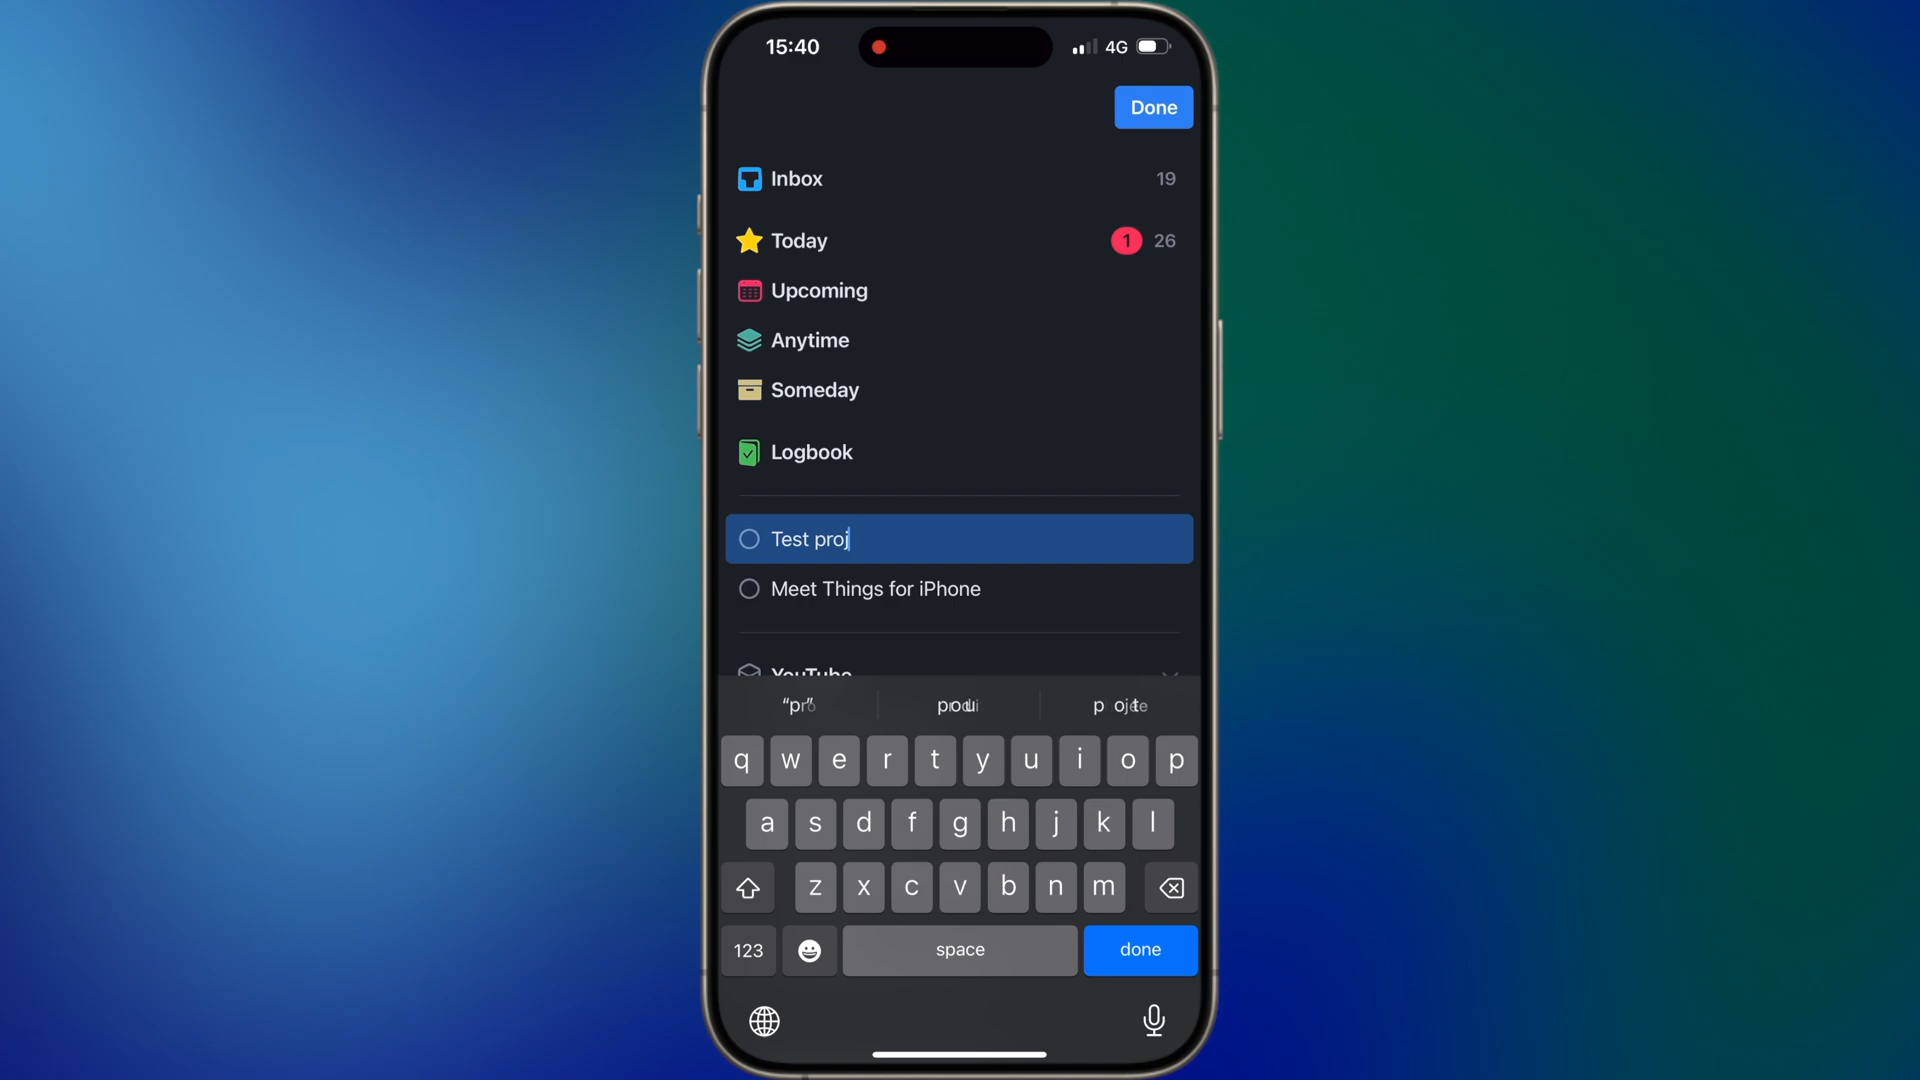 15:40
4G
Done
Inbox 19
Today 1 26
Upcoming
Anytime
Someday
Logbook
Test proj
Meet Things for iPhone
YouTube
q w e r t y u i o p
a s d f g h j k l
z x c v b n m
123 space done